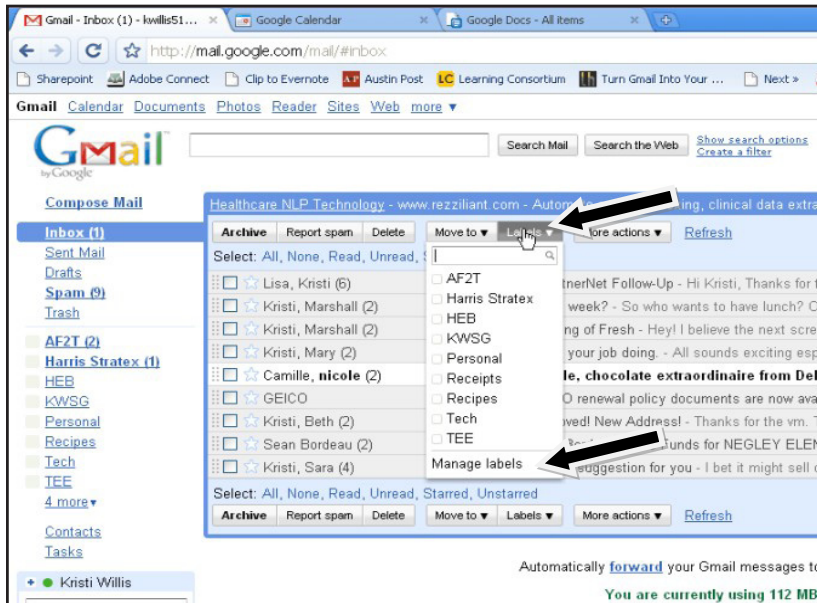 Gmail - Inbox (1) - kwillis51... Google Calendar Google Docs - All items
http://mail.google.com/mail/#inbox
Sharepoint Adobe Connect Clip to Evernote Austin Post LC Learning Consortium Turn Gmail Into Your ... Next »
Gmail Calendar Documents Photos Reader Sites Web more ▼
Gmail by Google Search Mail Search the Web Show search options
Create a filter
Compose Mail
Healthcare NLP Technology - www.rezziliant.com - Autom ing, clinical data extra
Inbox (1) Archive Report spam Delete Move to ▼ Labels ▼ More actions ▼ Refresh
Sent Mail Select: All, None, Read, Unread,
Drafts Lisa, Kristi (6) AF2T tnerNet Follow-Up - Hi Kristi, Thanks for
Spam (9) Kristi, Marshall (2) Harris Stratex week? - So who wants to have lunch?
Trash Kristi, Marshall (2) HEB ng of Fresh - Hey! I believe the next scre
AF2T (2) Kristi, Mary (2) KWSG your job doing. - All sounds exciting esp
Harris Stratex (1) Camille, nicole (2) Personal le, chocolate extraordinaire from Del
HEB GEICO Receipts O renewal policy documents are now ava
KWSG Kristi, Beth (2) Recipes oved! New Address! - Thanks for the vm.
Personal Sean Bordeau (2) Tech unds for NEGLEY ELEN
Recipes Kristi, Sara (4) TEE suggestion for you - I bet it might sell
Tech Manage labels
TEE Select: All, None, Read, Unread, Starred, Unstarred
4 more▼ Archive Report spam Delete Move to ▼ Labels ▼ More actions ▼ Refresh
Contacts
Tasks
Automatically forward your Gmail messages to
Kristi Willis
You are currently using 112 MB